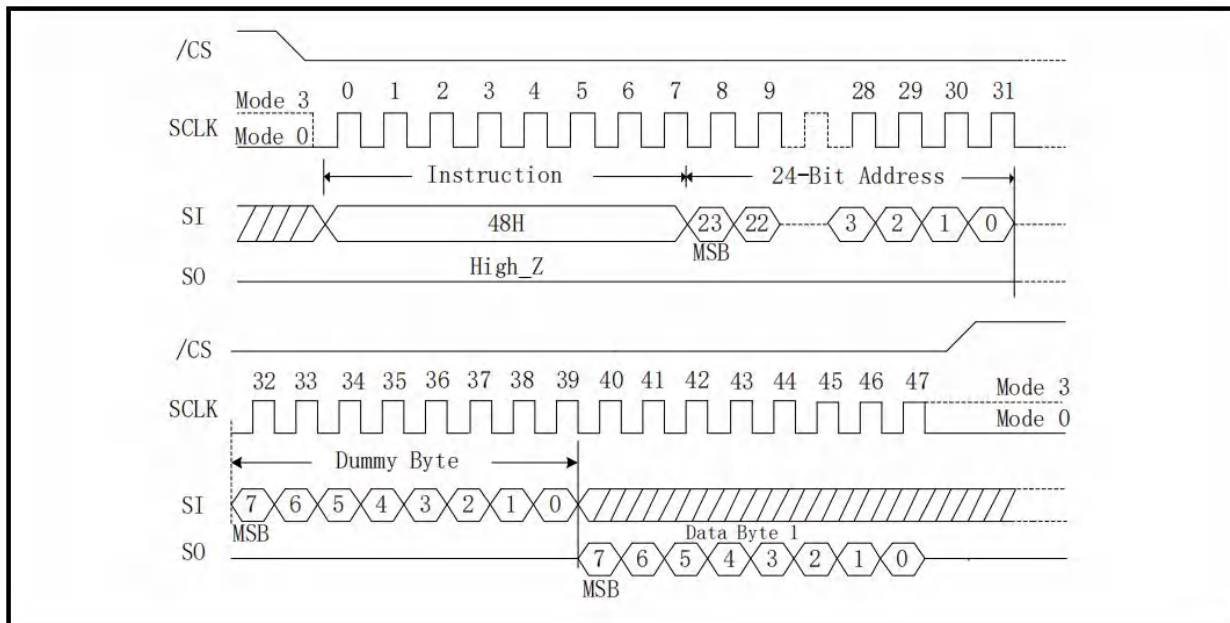 /CS
0 1 2 3 4 5 6 7 8 9 28 29 30 31
Mode 3
SCLK
Mode 0
Instruction 24-Bit Address
SI 48H 23 22 3 2 1 0
MSB
High_Z
SO
/CS
32 33 34 35 36 37 38 39 40 41 42 43 44 45 46 47
Mode 3
SCLK
Mode 0
Dummy Byte
SI 7 6 5 4 3 2 1 0
MSB
Data Byte 1
SO 7 6 5 4 3 2 1 0
MSB